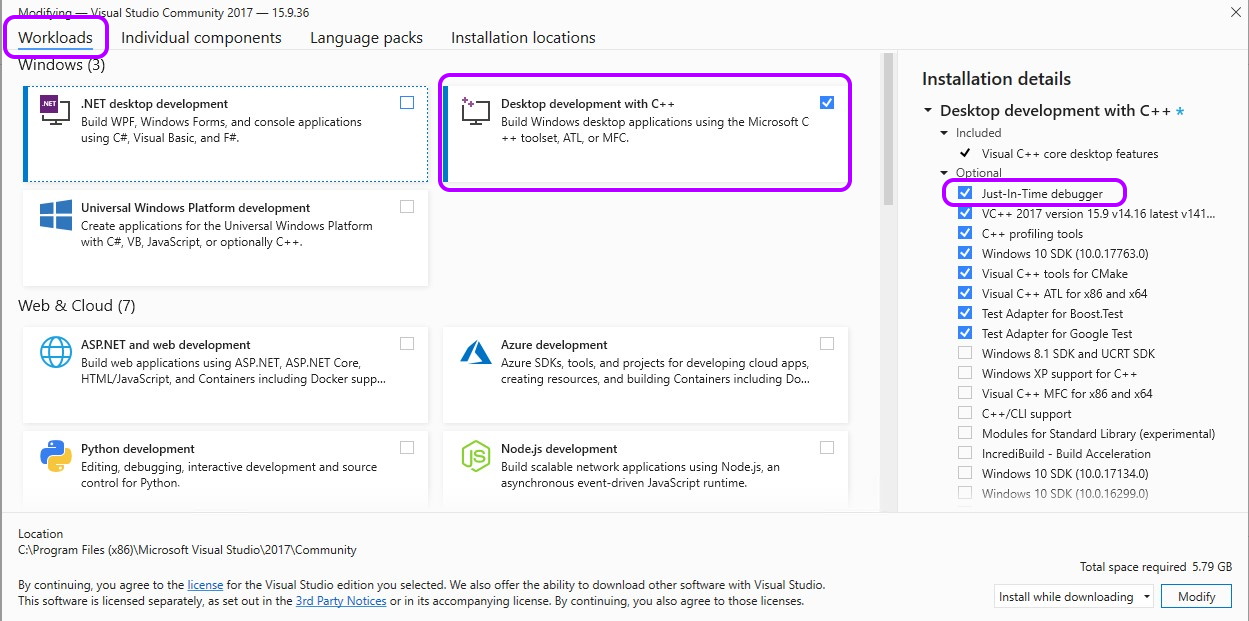 Modifying — Visual Studio Community 2017 — 15.9.36
Workloads
Individual components
Language packs
Installation locations
Windows (3)
.NET
.NET desktop development
Build WPF, Windows Forms, and console applications
using C#, Visual Basic, and F#.
Desktop development with C++
Build Windows desktop applications using the Microsoft C
++ toolset, ATL, or MFC.
Universal Windows Platform development
Create applications for the Universal Windows Platform
with C#, VB, JavaScript, or optionally C++.
Web & Cloud (7)
ASP.NET and web development
Build web applications using ASP.NET, ASP.NET Core,
HTML/JavaScript, and Containers including Docker supp...
Azure development
Azure SDKs, tools, and projects for developing cloud apps,
creating resources, and building Containers including Do...
Python development
Editing, debugging, interactive development and source
control for Python.
JS
Node.js development
Build scalable network applications using Node.js, an
asynchronous event-driven JavaScript runtime.
Installation details
Desktop development with C++ *
Included
Visual C++ core desktop features
Optional
Just-In-Time debugger
VC++ 2017 version 15.9 v14.16 latest v141...
C++ profiling tools
Windows 10 SDK (10.0.17763.0)
Visual C++ tools for CMake
Visual C++ ATL for x86 and x64
Test Adapter for Boost.Test
Test Adapter for Google Test
Windows 8.1 SDK and UCRT SDK
Windows XP support for C++
Visual C++ MFC for x86 and x64
C++/CLI support
Modules for Standard Library (experimental)
IncrediBuild - Build Acceleration
Windows 10 SDK (10.0.17134.0)
Windows 10 SDK (10.0.16299.0)
Location
C:\Program Files (x86)\Microsoft Visual Studio\2017\Community
By continuing, you agree to the license for the Visual Studio edition you selected. We also offer the ability to download other software with Visual Studio.
This software is licensed separately, as set out in the 3rd Party Notices or in its accompanying license. By continuing, you also agree to those licenses.
Total space required 5.79 GB
Install while downloading
Modify